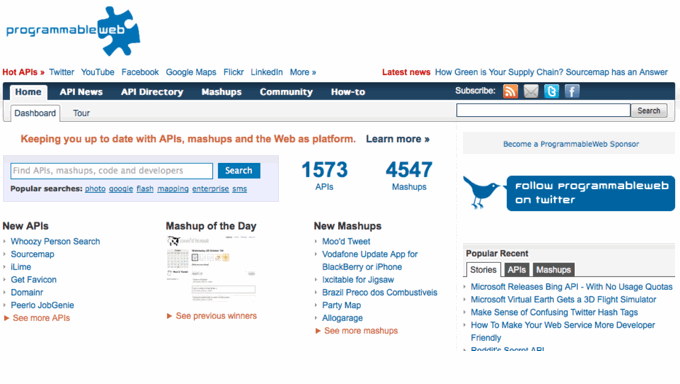 programmableweb
Hot APIs » Twitter YouTube Facebook Google Maps Flickr LinkedIn More »
Latest news How Green is Your Supply Chain? Sourcemap has an Answer
Home API News API Directory Mashups Community How-to
Subscribe:
Dashboard Tour
Search
Keeping you up to date with APIs, mashups and the Web as platform. Learn more »
Find APIs, mashups, code and developers
Search
Popular searches: photo google flash mapping enterprise sms
1573
APIs
4547
Mashups
Become a ProgrammableWeb Sponsor
Follow programmableweb
on twitter
New APIs
Whoozy Person Search
Sourcemap
iLime
Get Favicon
Domainr
Peerlo JobGenie
► See more APIs
Mashup of the Day
► See previous winners
New Mashups
Moo'd Tweet
Vodafone Update App for
BlackBerry or iPhone
Ixcitable for Jigsaw
Brazil Preco dos Combustiveis
Party Map
Allogarage
► See more mashups
Popular Recent
Stories APIs Mashups
Microsoft Releases Bing API - With No Usage Quotas
Microsoft Virtual Earth Gets a 3D Flight Simulator
Make Sense of Confusing Twitter Hash Tags
How To Make Your Web Service More Developer
Friendly
Reddit's Secret API